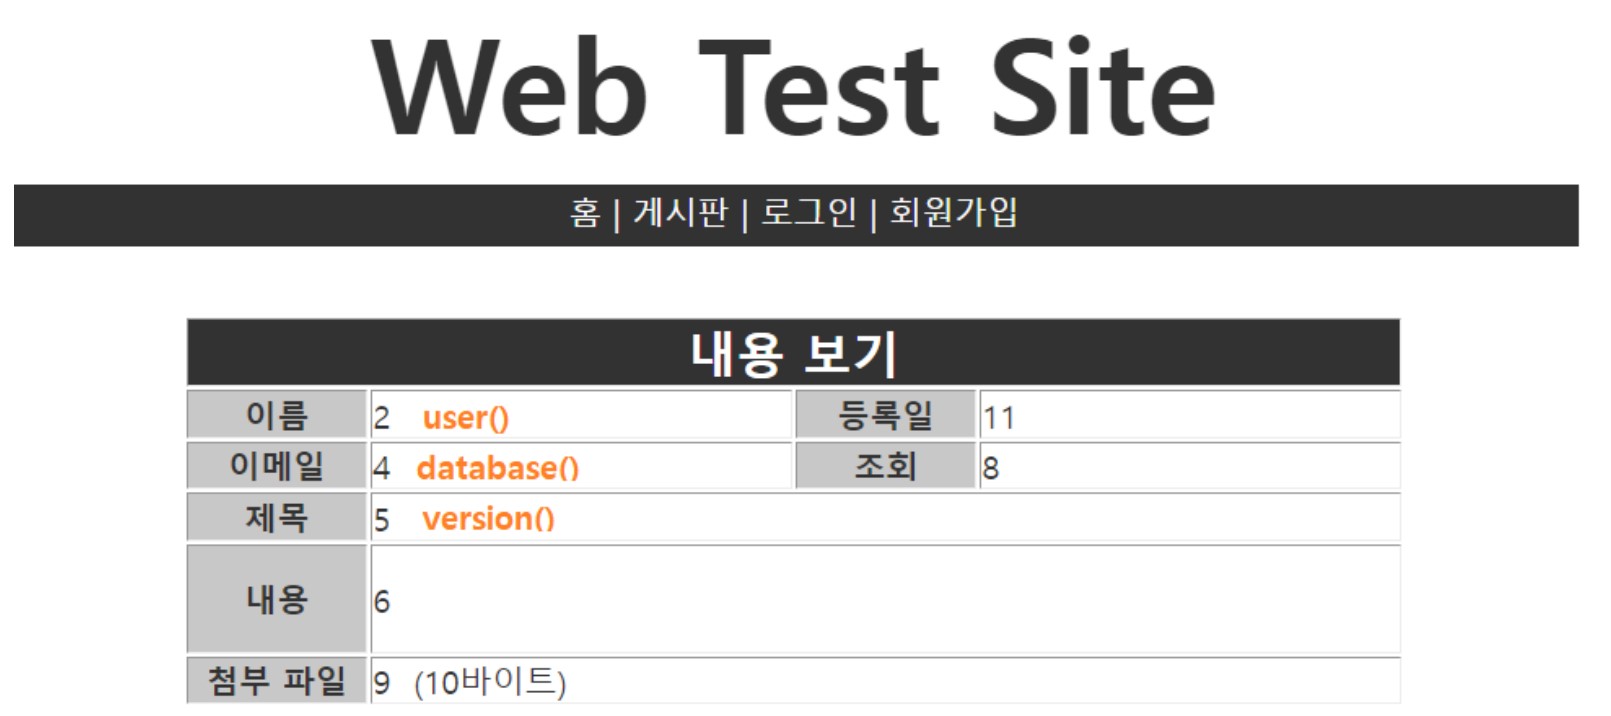 Web Test Site
홈 | 게시판 | 로그인 | 회원가입
내용 보기
이름 2 user() 등록일 11
이메일 4 database() 조회 8
제목 5 version()
내용 6
첨부 파일 9 (10바이트)